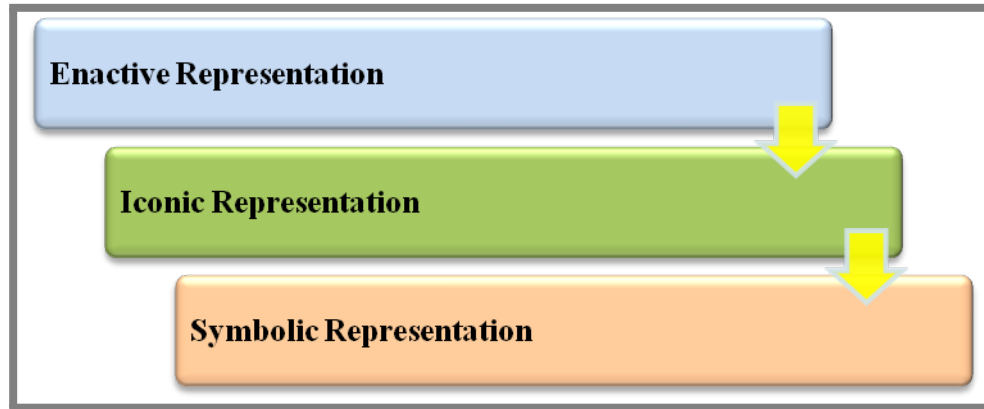 Enactive Representation
Iconic Representation
Symbolic Representation